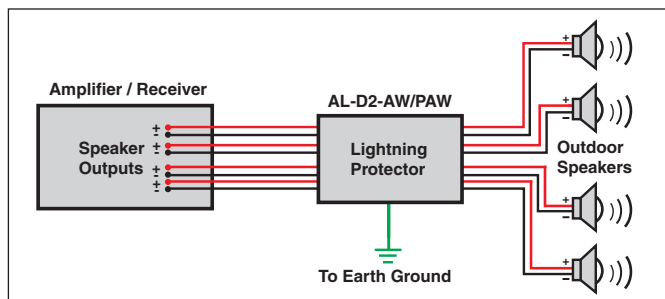 Amplifier / Receiver
AL-D2-AW/PAW
Speaker
Outputs
+
-
+
-
+
-
+
-
Lightning
Protector
To Earth Ground
+
−
+
−
Outdoor
Speakers
+
−
+
−